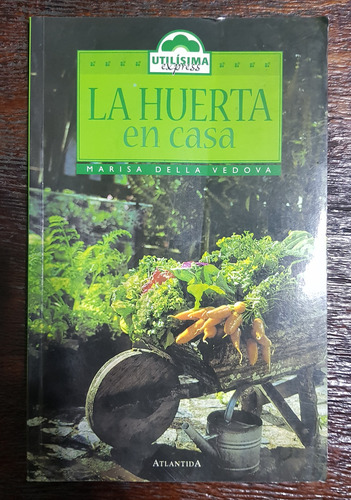 UTILÍSIMA
express
LA HUERTA
en casa
MARISA DELLA VEDOVA
ATLANTIDA